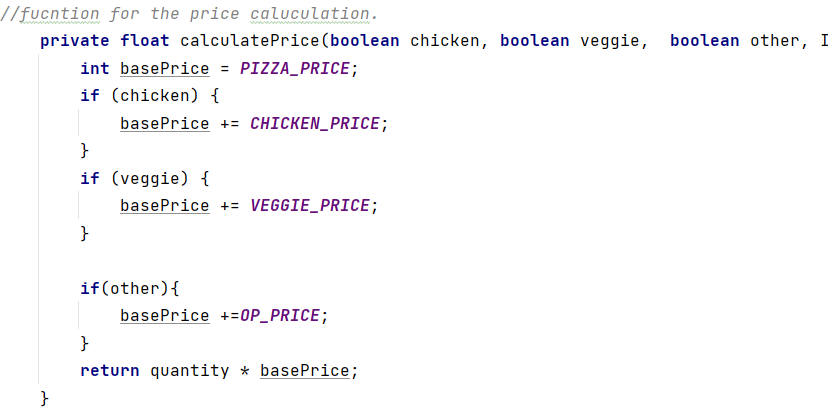 //fucntion for the price caluculation.
private float calculatePrice(boolean chicken, boolean veggie,  boolean other, I
int basePrice = PIZZA_PRICE;
if (chicken) {
basePrice += CHICKEN_PRICE;
}
if (veggie) {
basePrice += VEGGIE_PRICE;
}
if(other){
basePrice +=OP_PRICE;
}
return quantity * basePrice;
}